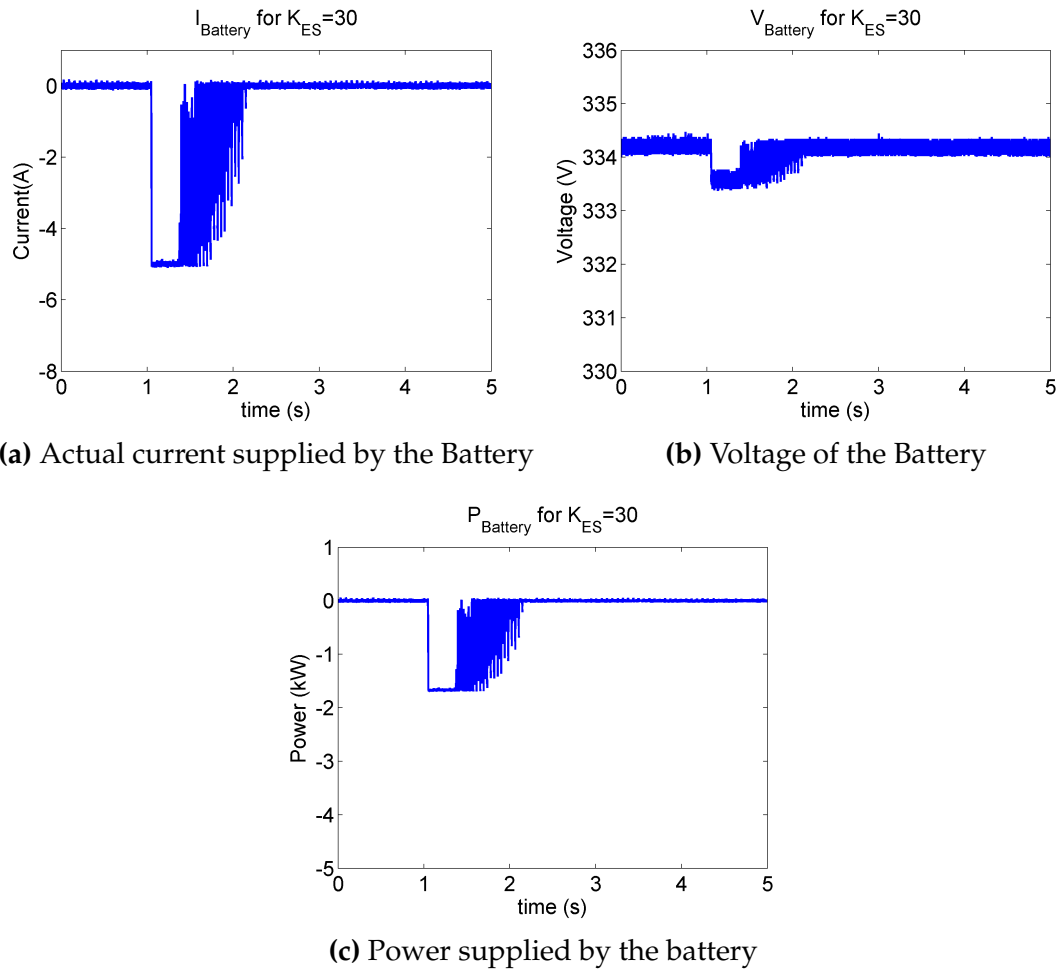 I_Battery for K_ES=30
Current(A)
0
-2
-4
-6
-8
0 1 2 3 4 5
time (s)
(a) Actual current supplied by the Battery
V_Battery for K_ES=30
Voltage (V)
336
335
334
333
332
331
330
0 1 2 3 4 5
time (s)
(b) Voltage of the Battery
P_Battery for K_ES=30
Power (kW)
1
0
-1
-2
-3
-4
-5
0 1 2 3 4 5
time (s)
(c) Power supplied by the battery